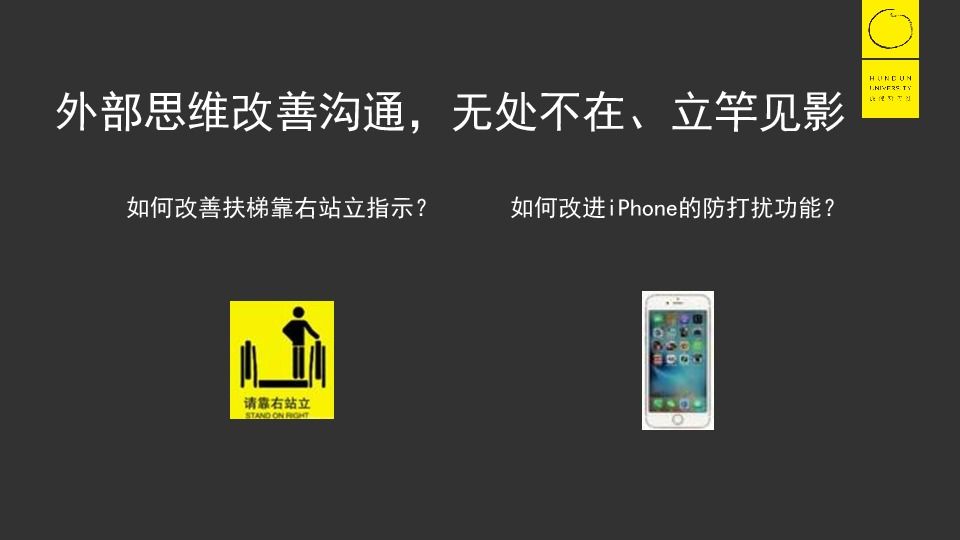 HUNDUN
UNIVERSITY
外部思维改善沟通，无处不在、立竿见影
如何改善扶梯靠右站立指示？
如何改进iPhone的防打扰功能？
请靠右站立
STAND ON RIGHT